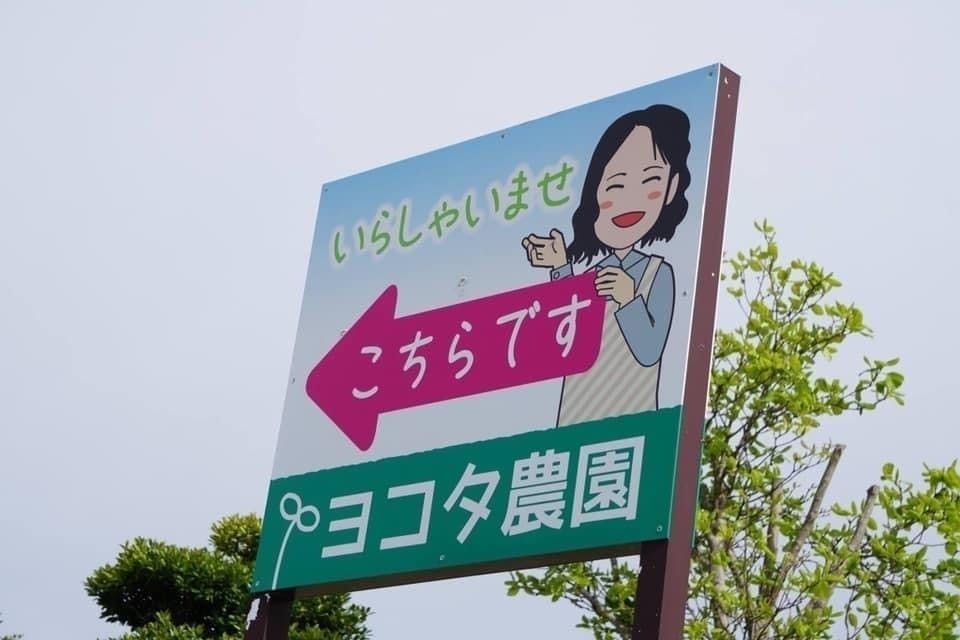 いらしゃいませ
こちらです
ヨコタ農園